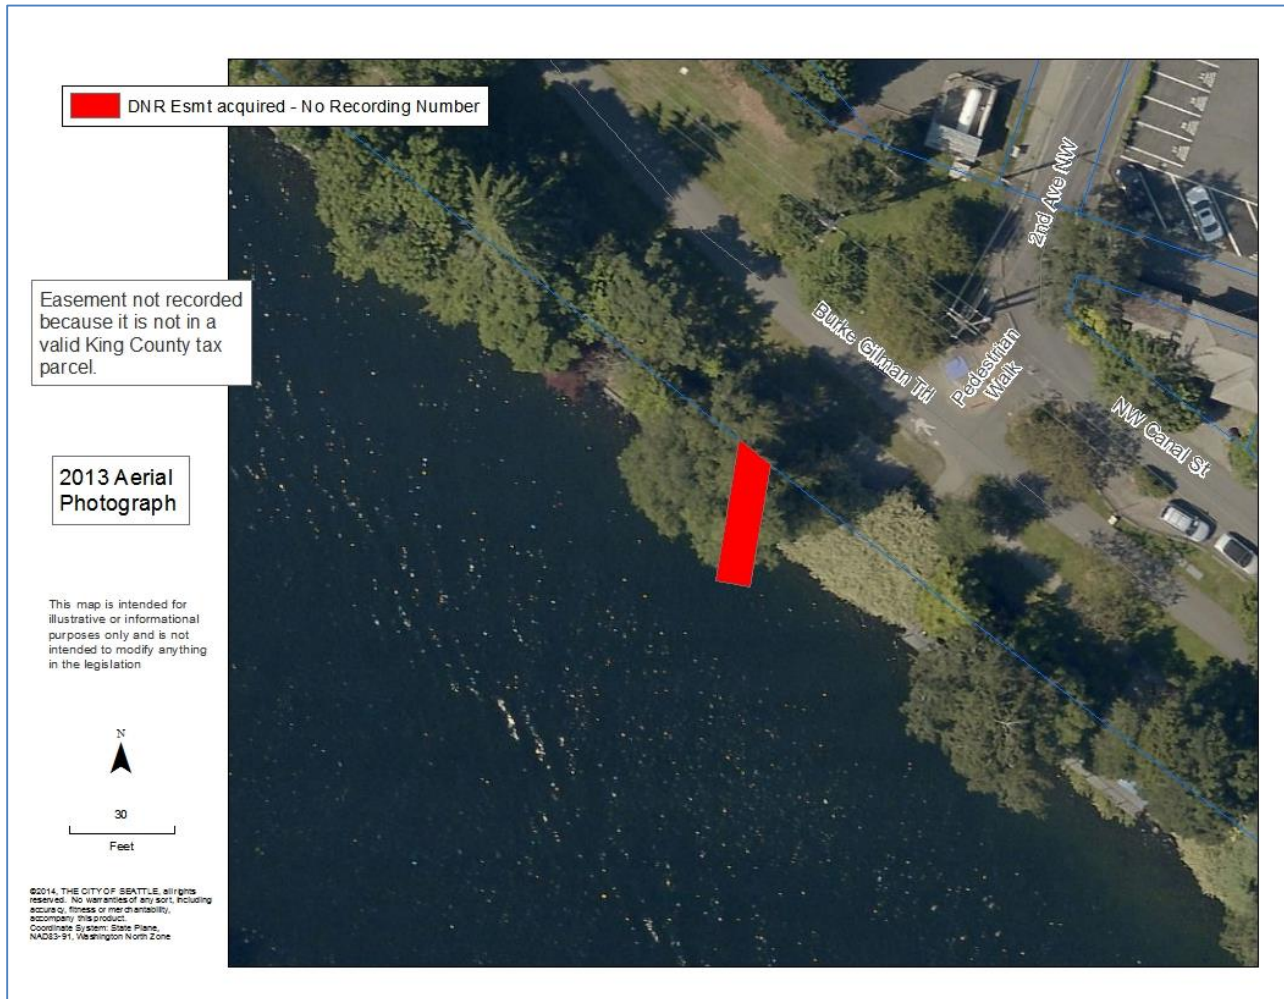 DNR Esmt acquired - No Recording Number
Easement not recorded
because it is not in a
valid King County tax
parcel.
2013 Aerial
Photograph
This map is intended for
illustrative or informational
purposes only and is not
intended to modify anything
in the legislation
N
30
Feet
©2014, THE CITY OF SEATTLE, all rights
reserved. No warranties of any sort, including
accuracy, fitness or merchantability,
accompany this product.
Coordinate System: State Plane,
NAD83-91, Washington North Zone
2nd Ave NW
Burke Gilman Trl
Pedestrian
Walk
NW Canal St